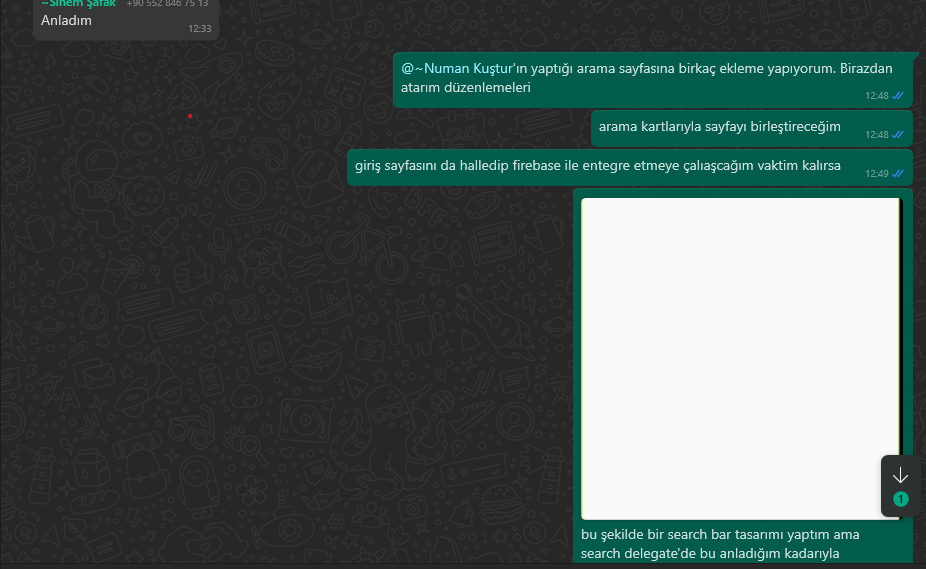 ~Sinem Şafak +90 552 846 75 13
Anladım
12:33
@~Numan Kuştur'ın yaptığı arama sayfasına birkaç ekleme yapıyorum. Birazdan
atarım düzenlemeleri
12:48
arama kartlarıyla sayfayı birleştireceğim
12:48
giriş sayfasını da halledip firebase ile entegre etmeye çalıaşcağım vaktim kalırsa
12:49
1
bu şekilde bir search bar tasarımı yaptım ama
search delegate'de bu anladığım kadarıyla